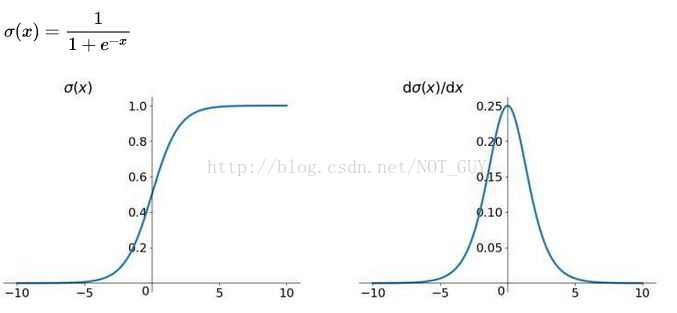 σ(x) = 1 / (1 + e^{-x})
σ(x)
dσ(x)/dx
1.0
0.8
0.6
0.4
0.2
−10 −5 0 5 10
0.25
0.20
0.15
0.10
0.05
−10 −5 0 5 10
http://blog.csdn.net/NOT_GUY